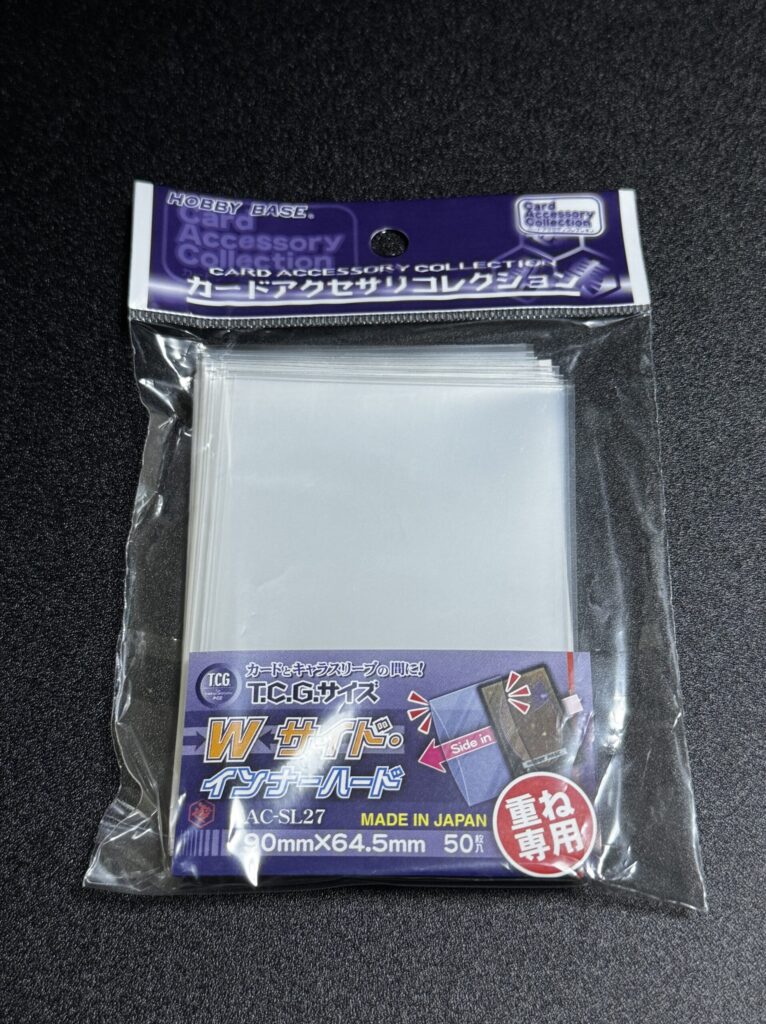 HOBBY BASE®
Card Accessory Collection
Card Accessory Collection
CARD ACCESSORY COLLECTION
カードアクセサリコレクション
TCG
カードとキャラスリーブの間に!
T.C.G.サイズ
W サイド・
インナーハード
Side in
AC-SL27
MADE IN JAPAN
90mm×64.5mm 50枚入
重ね
専用